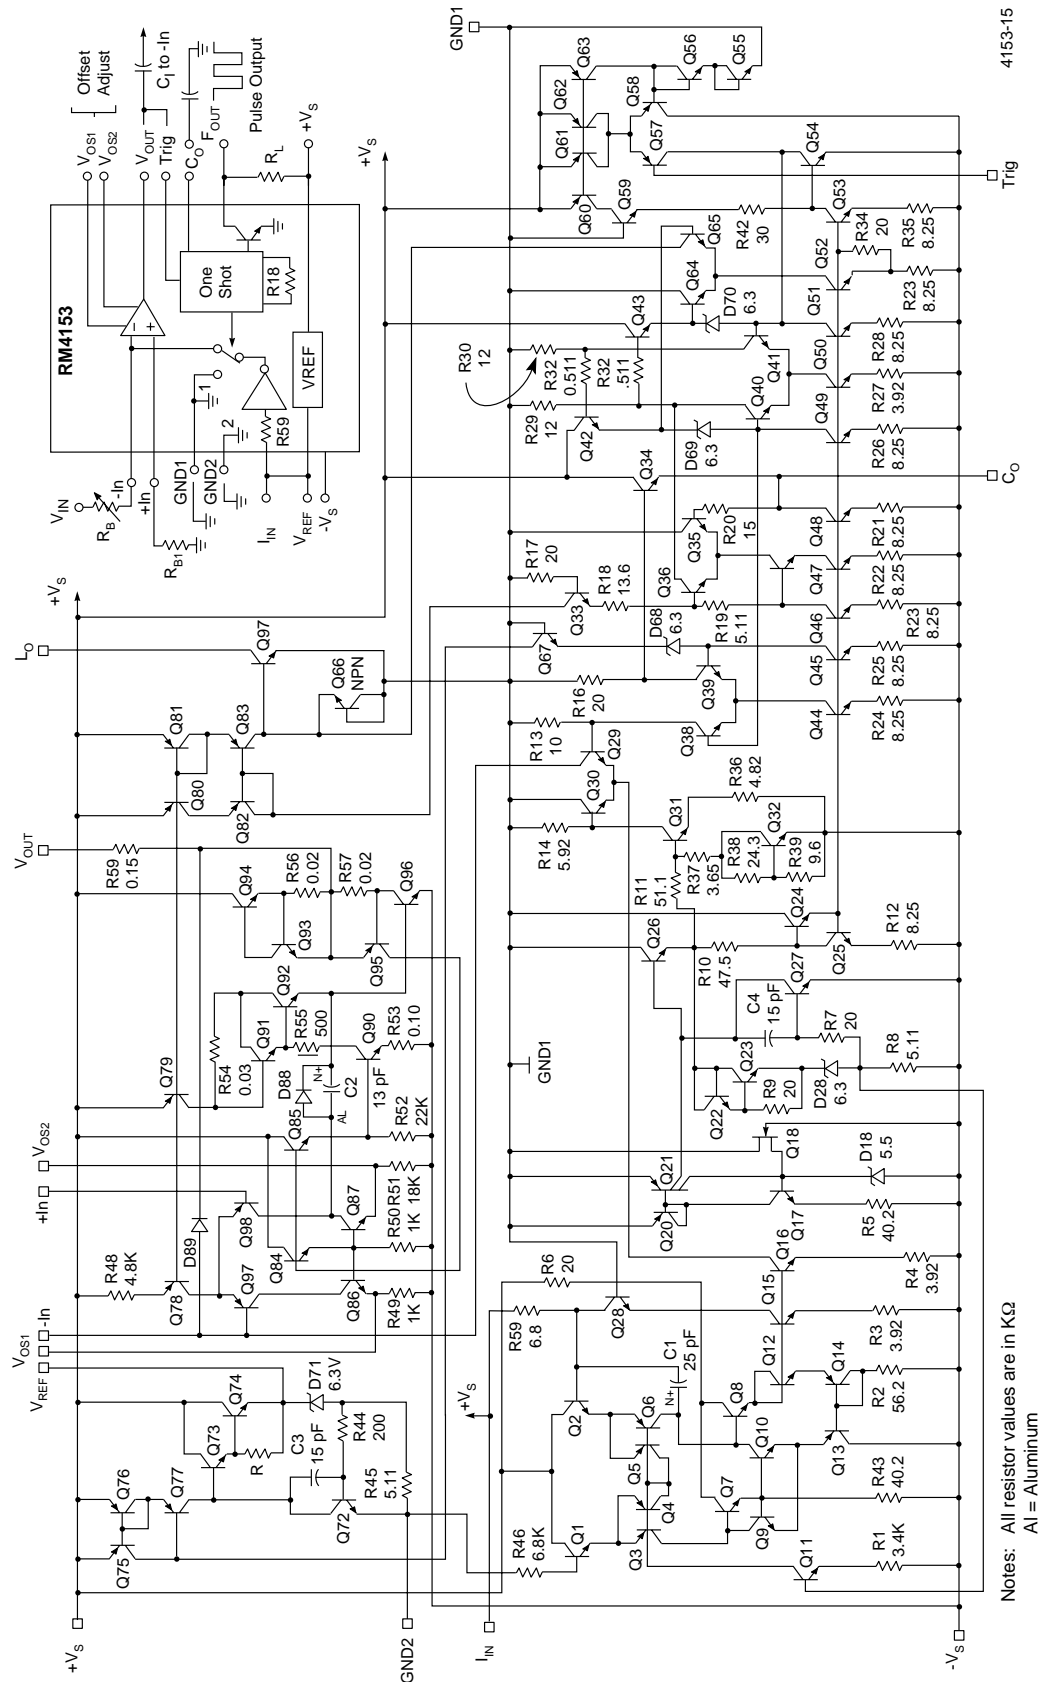 +VS
GND2
Q75
Q76
Q77
Q72
C3
15 pF
R45
5.11
R44
200
Q73
Q74
R
D71
6.3V
VREF
VOS1
-In
R48
4.8K
Q78
Q97
D89
Q98
+In
VOS2
Q84
Q86
Q87
R49
1K
R50
1K
R51
18K
R52
22K
Q85
D88
AL
N+
C2
13 pF
Q79
R54
0.03
Q91
Q92
R55
500
Q90
R53
0.10
Q93
Q94
R56
0.02
R57
0.02
Q95
Q96
R59
0.15
VOUT
Q80
Q81
Q82
Q83
LO
Q97
Q66
NPN
+VS
VIN
RB
-In
+In
RB1
GND1
GND2
IIN
VREF
-VS
RM4153
1
2
R59
VREF
One
Shot
R18
VOS1
VOS2
Offset
Adjust
VOUT
Trig
CO
CI to -In
FOUT
Pulse Output
RL
+VS
IIN
-VS
+VS
R46
6.8K
Q1
Q2
Q3
Q4
Q5
Q6
N+
C1
25 pF
R59
6.8
R6
20
Q28
Q7
Q8
Q9
Q10
Q11
R1
3.4K
R43
40.2
Q13
Q14
R2
56.2
Q12
Q15
Q16
R3
3.92
R4
3.92
Q17
R5
40.2
Q20
Q21
Q18
D18
5.5
GND1
Q22
Q23
R9
20
D28
6.3
R8
5.11
C4
15 pF
R7
20
Q27
Q26
R10
47.5
Q24
Q25
R12
8.25
R11
51.1
R37
3.65
R38
24.3
R39
9.6
Q32
Q31
R36
4.82
R14
5.92
Q30
Q29
R13
10
R16
20
Q38
Q39
Q67
D68
6.3
Q33
R17
20
R18
13.6
R19
5.11
Q36
Q35
R20
15
Q34
Q44
R24
8.25
Q45
R25
8.25
Q46
R23
8.25
Q47
R22
8.25
Q48
R21
8.25
CO
+VS
R29
12
R30
12
R32
0.511
R32
.511
Q42
D69
6.3
Q43
D70
6.3
Q40
Q41
Q49
R26
8.25
R27
3.92
Q50
R28
8.25
Q51
R23
8.25
Q52
R34
20
Q53
R35
8.25
Q64
Q65
Q60
Q59
R42
30
Q61
Q62
Q63
Q57
Q58
Q54
Q56
Q55
GND1
Trig
Notes: All resistor values are in KΩ
Al = Aluminum
4153-15